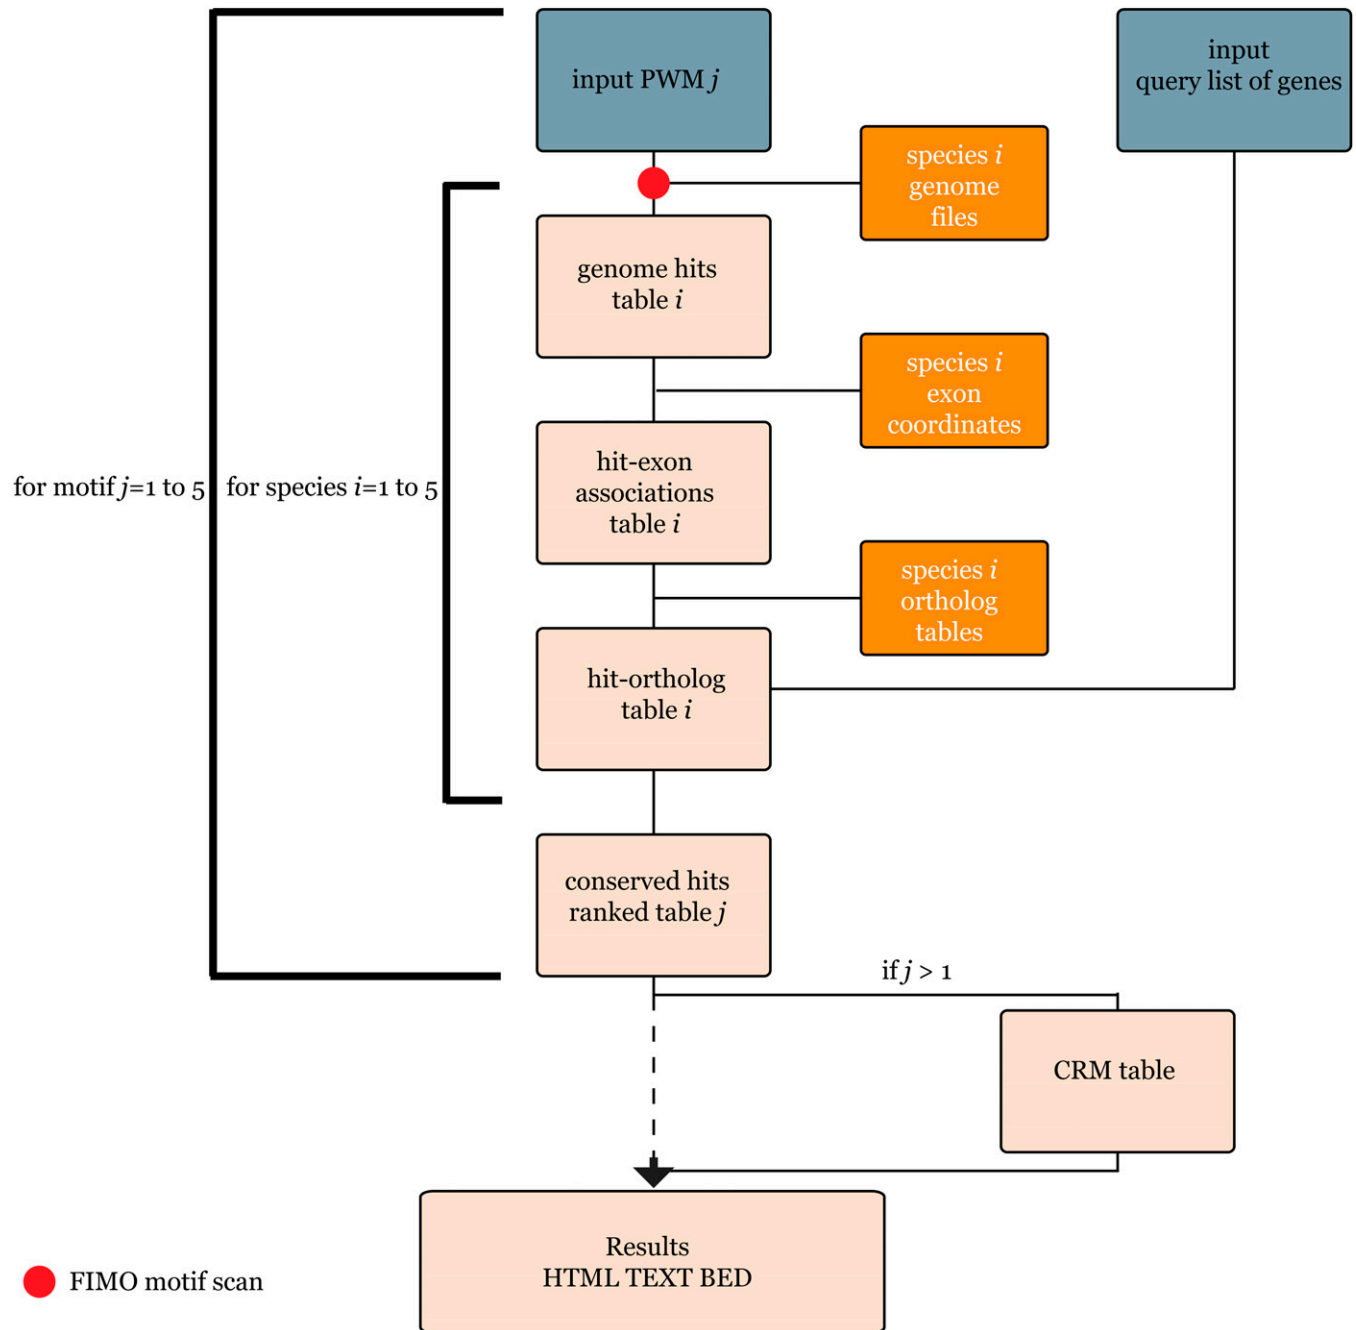 input PWM j
input
query list of genes
species i
genome
files
genome hits
table i
species i
exon
coordinates
hit-exon
associations
table i
for motif j=1 to 5
for species i=1 to 5
species i
ortholog
tables
hit-ortholog
table i
conserved hits
ranked table j
if j > 1
CRM table
Results
HTML TEXT BED
FIMO motif scan